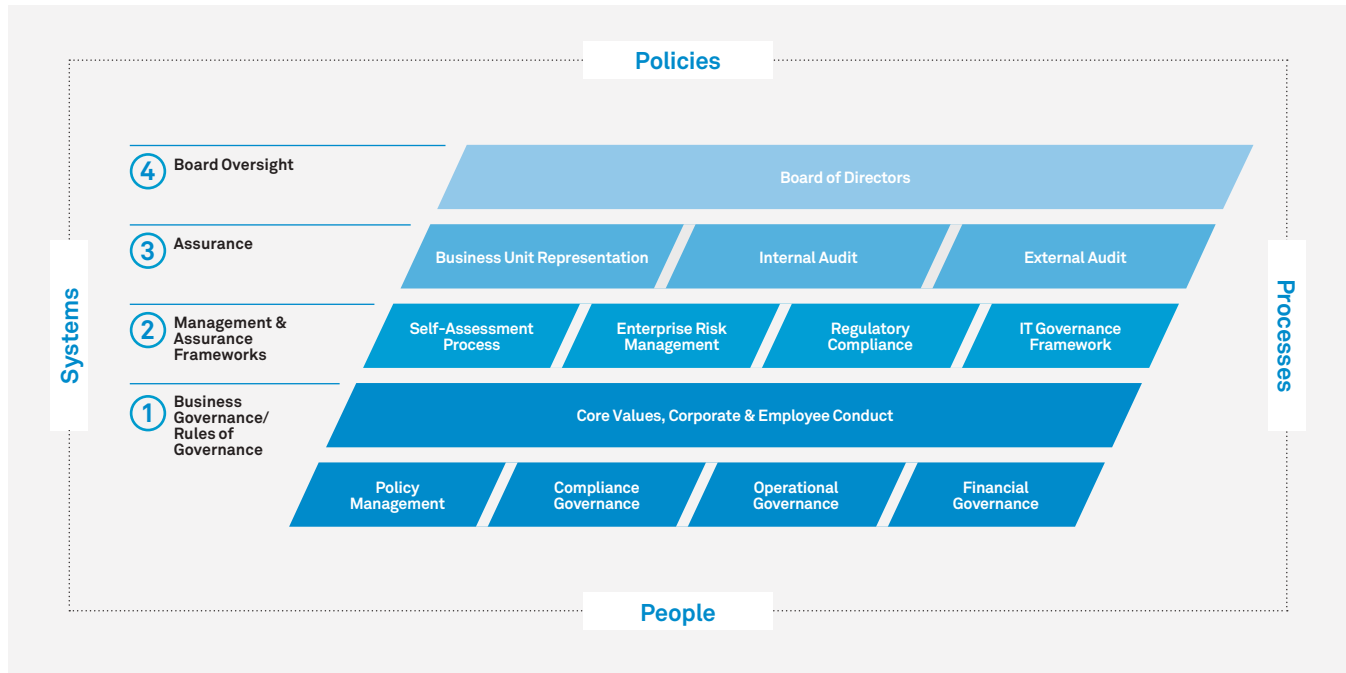 Policies
4
Board Oversight
Board of Directors
3
Assurance
Business Unit Representation
Internal Audit
External Audit
2
Management &
Assurance
Frameworks
Self-Assessment
Process
Enterprise Risk
Management
Regulatory
Compliance
IT Governance
Framework
1
Business
Governance/
Rules of
Governance
Core Values, Corporate & Employee Conduct
Policy
Management
Compliance
Governance
Operational
Governance
Financial
Governance
Systems
Processes
People